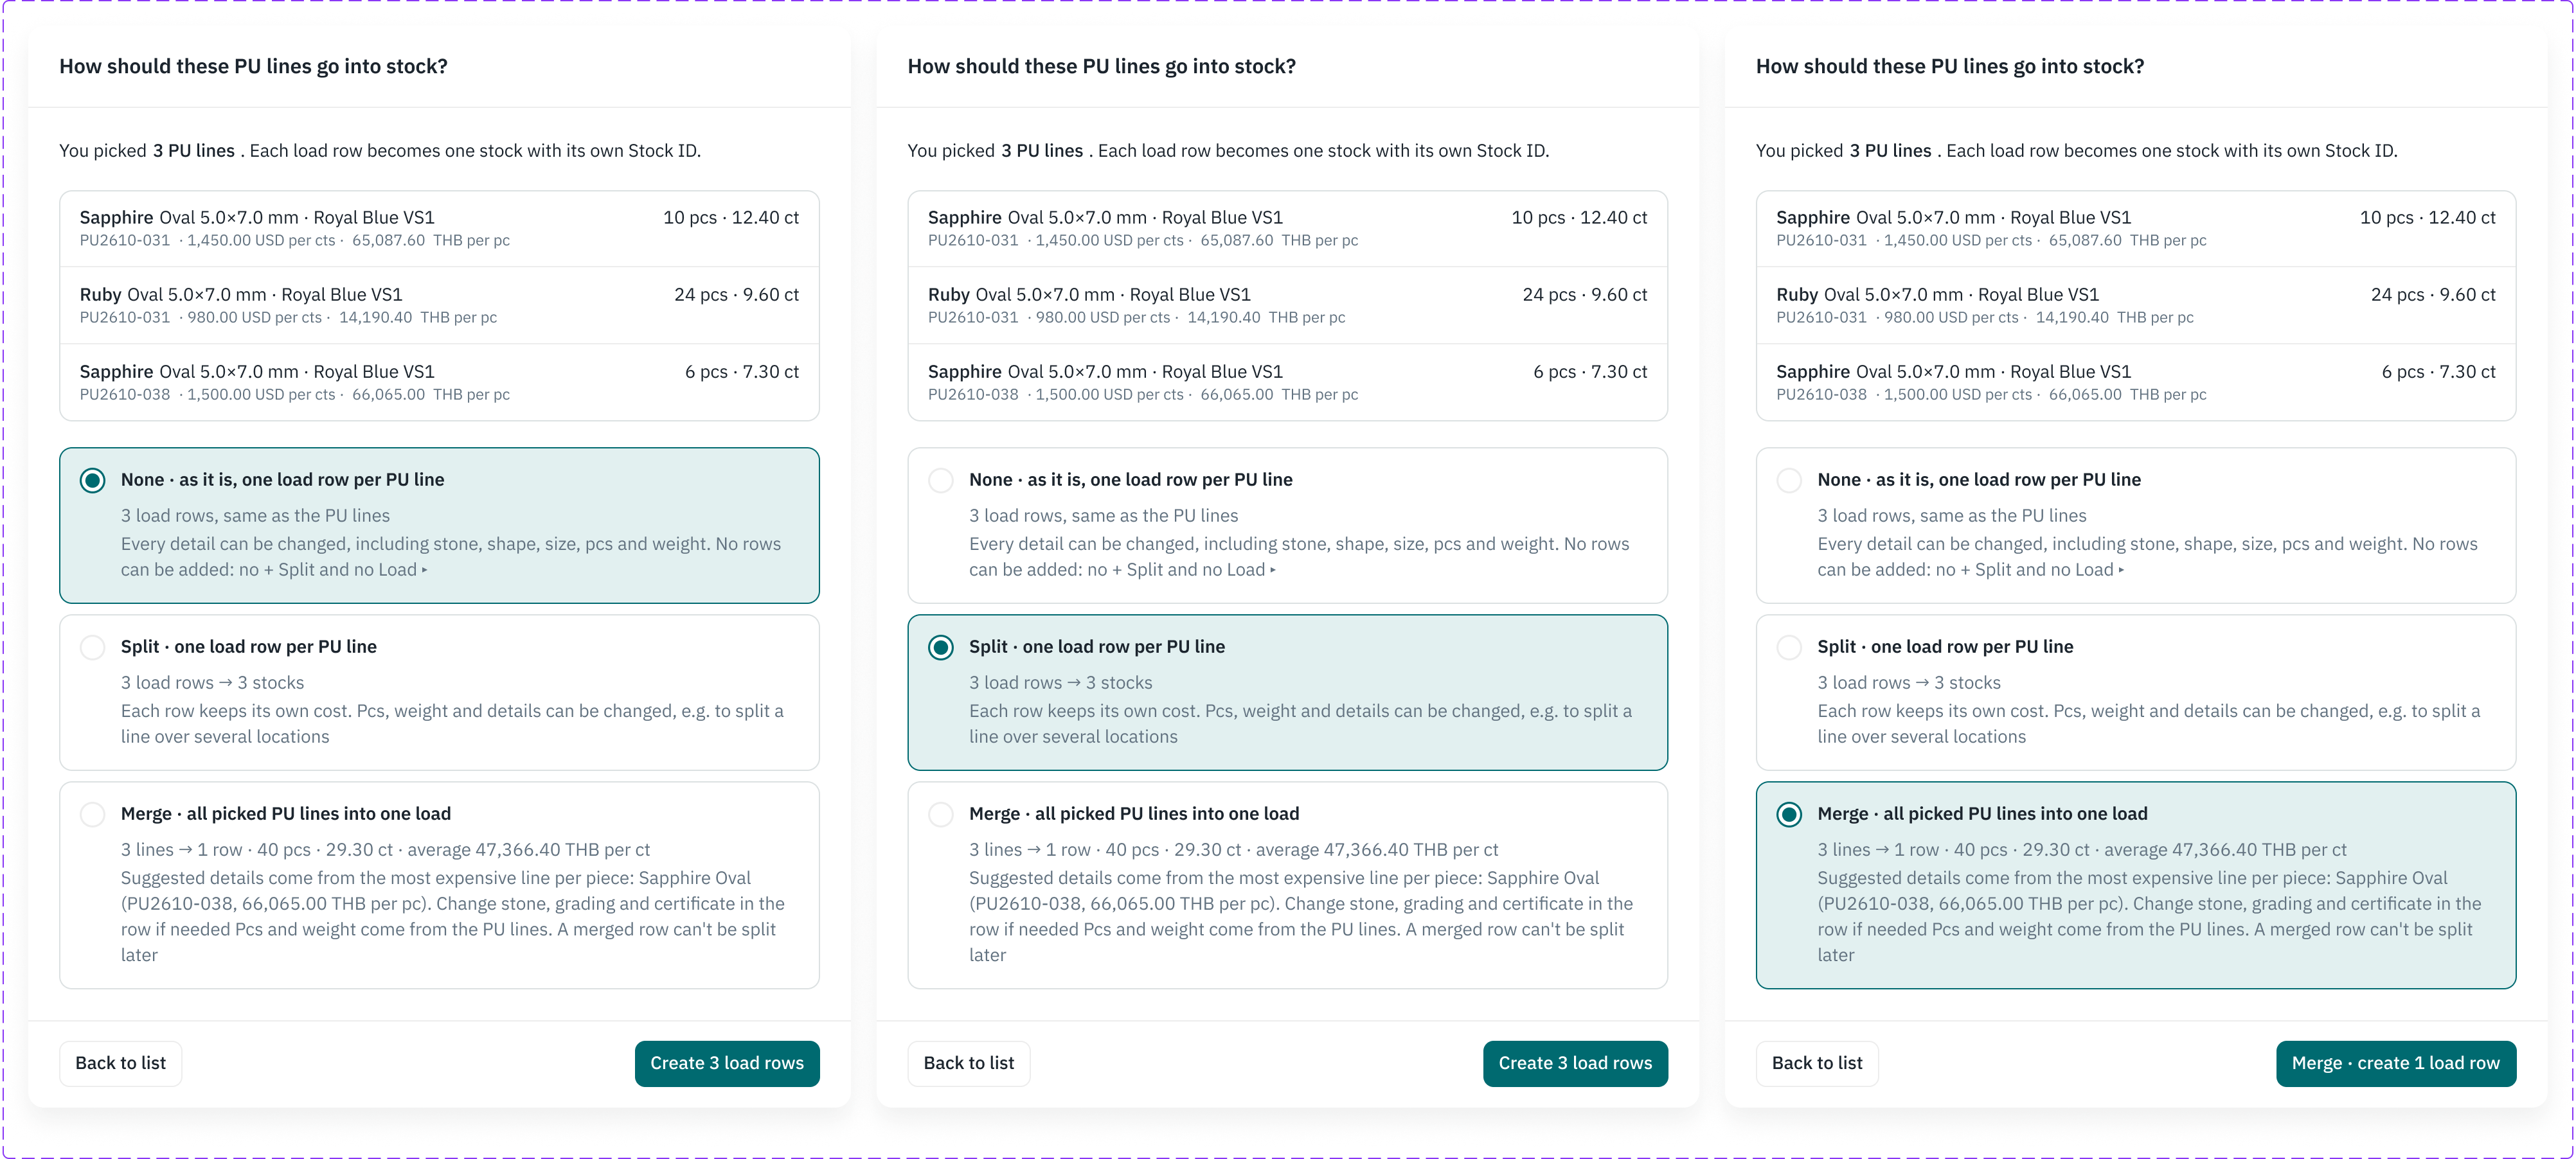 How should these PU lines go into stock?
You picked 3 PU lines . Each load row becomes one stock with its own Stock ID.
Sapphire Oval 5.0×7.0 mm · Royal Blue VS1
10 pcs · 12.40 ct
PU2610-031 · 1,450.00 USD per cts · 65,087.60 THB per pc
Ruby Oval 5.0×7.0 mm · Royal Blue VS1
24 pcs · 9.60 ct
PU2610-031 · 980.00 USD per cts · 14,190.40 THB per pc
Sapphire Oval 5.0×7.0 mm · Royal Blue VS1
6 pcs · 7.30 ct
PU2610-038 · 1,500.00 USD per cts · 66,065.00 THB per pc
None · as it is, one load row per PU line
3 load rows, same as the PU lines
Every detail can be changed, including stone, shape, size, pcs and weight. No rows
can be added: no + Split and no Load ▸
Split · one load row per PU line
3 load rows → 3 stocks
Each row keeps its own cost. Pcs, weight and details can be changed, e.g. to split a
line over several locations
Merge · all picked PU lines into one load
3 lines → 1 row · 40 pcs · 29.30 ct · average 47,366.40 THB per ct
Suggested details come from the most expensive line per piece: Sapphire Oval
(PU2610-038, 66,065.00 THB per pc). Change stone, grading and certificate in the
row if needed Pcs and weight come from the PU lines. A merged row can't be split
later
Back to list
Create 3 load rows
How should these PU lines go into stock?
You picked 3 PU lines . Each load row becomes one stock with its own Stock ID.
Sapphire Oval 5.0×7.0 mm · Royal Blue VS1
10 pcs · 12.40 ct
PU2610-031 · 1,450.00 USD per cts · 65,087.60 THB per pc
Ruby Oval 5.0×7.0 mm · Royal Blue VS1
24 pcs · 9.60 ct
PU2610-031 · 980.00 USD per cts · 14,190.40 THB per pc
Sapphire Oval 5.0×7.0 mm · Royal Blue VS1
6 pcs · 7.30 ct
PU2610-038 · 1,500.00 USD per cts · 66,065.00 THB per pc
None · as it is, one load row per PU line
3 load rows, same as the PU lines
Every detail can be changed, including stone, shape, size, pcs and weight. No rows
can be added: no + Split and no Load ▸
Split · one load row per PU line
3 load rows → 3 stocks
Each row keeps its own cost. Pcs, weight and details can be changed, e.g. to split a
line over several locations
Merge · all picked PU lines into one load
3 lines → 1 row · 40 pcs · 29.30 ct · average 47,366.40 THB per ct
Suggested details come from the most expensive line per piece: Sapphire Oval
(PU2610-038, 66,065.00 THB per pc). Change stone, grading and certificate in the
row if needed Pcs and weight come from the PU lines. A merged row can't be split
later
Back to list
Create 3 load rows
How should these PU lines go into stock?
You picked 3 PU lines . Each load row becomes one stock with its own Stock ID.
Sapphire Oval 5.0×7.0 mm · Royal Blue VS1
10 pcs · 12.40 ct
PU2610-031 · 1,450.00 USD per cts · 65,087.60 THB per pc
Ruby Oval 5.0×7.0 mm · Royal Blue VS1
24 pcs · 9.60 ct
PU2610-031 · 980.00 USD per cts · 14,190.40 THB per pc
Sapphire Oval 5.0×7.0 mm · Royal Blue VS1
6 pcs · 7.30 ct
PU2610-038 · 1,500.00 USD per cts · 66,065.00 THB per pc
None · as it is, one load row per PU line
3 load rows, same as the PU lines
Every detail can be changed, including stone, shape, size, pcs and weight. No rows
can be added: no + Split and no Load ▸
Split · one load row per PU line
3 load rows → 3 stocks
Each row keeps its own cost. Pcs, weight and details can be changed, e.g. to split a
line over several locations
Merge · all picked PU lines into one load
3 lines → 1 row · 40 pcs · 29.30 ct · average 47,366.40 THB per ct
Suggested details come from the most expensive line per piece: Sapphire Oval
(PU2610-038, 66,065.00 THB per pc). Change stone, grading and certificate in the
row if needed Pcs and weight come from the PU lines. A merged row can't be split
later
Back to list
Merge · create 1 load row